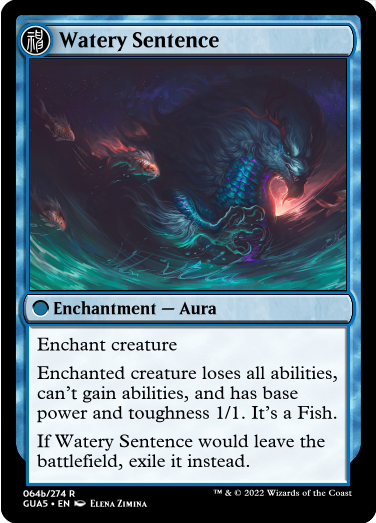 Watery Sentence
Enchantment — Aura
Enchant creature
Enchanted creature loses all abilities,
can't gain abilities, and has base
power and toughness 1/1. It's a Fish.
If Watery Sentence would leave the
battlefield, exile it instead.
064b/274 R
GUA5 • EN Elena Zimina
™ & © 2022 Wizards of the Coast